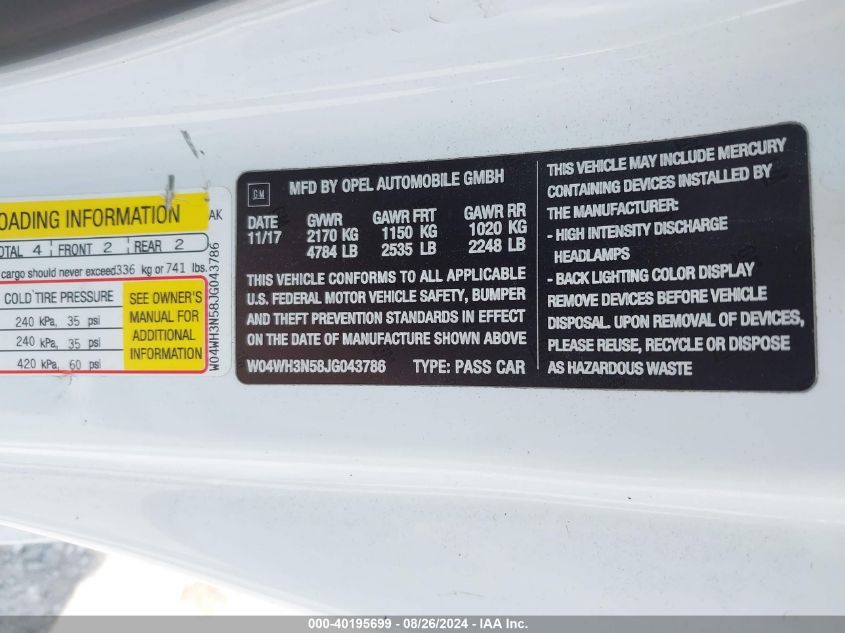 OADING INFORMATION
AK
OTAL 4 FRONT 2 REAR 2
cargo should never exceed 336 kg or 741 lbs.
COLD TIRE PRESSURE
240 kPa, 35 psi
240 kPa, 35 psi
420 kPa, 60 psi
SEE OWNER'S
MANUAL FOR
ADDITIONAL
INFORMATION
W04WH3N58JG043786
GM
MFD BY OPEL AUTOMOBILE GMBH
DATE GVWR GAWR FRT GAWR RR
11/17 2170 KG 1150 KG 1020 KG
4784 LB 2535 LB 2248 LB
THIS VEHICLE CONFORMS TO ALL APPLICABLE
U.S. FEDERAL MOTOR VEHICLE SAFETY, BUMPER
AND THEFT PREVENTION STANDARDS IN EFFECT
ON THE DATE OF MANUFACTURE SHOWN ABOVE
W04WH3N58JG043786 TYPE: PASS CAR
THIS VEHICLE MAY INCLUDE MERCURY
CONTAINING DEVICES INSTALLED BY
THE MANUFACTURER:
- HIGH INTENSITY DISCHARGE
HEADLAMPS
- BACK LIGHTING COLOR DISPLAY
REMOVE DEVICES BEFORE VEHICLE
DISPOSAL. UPON REMOVAL OF DEVICES,
PLEASE REUSE, RECYCLE OR DISPOSE
AS HAZARDOUS WASTE
000-40195699 - 08/26/2024 - IAA Inc.